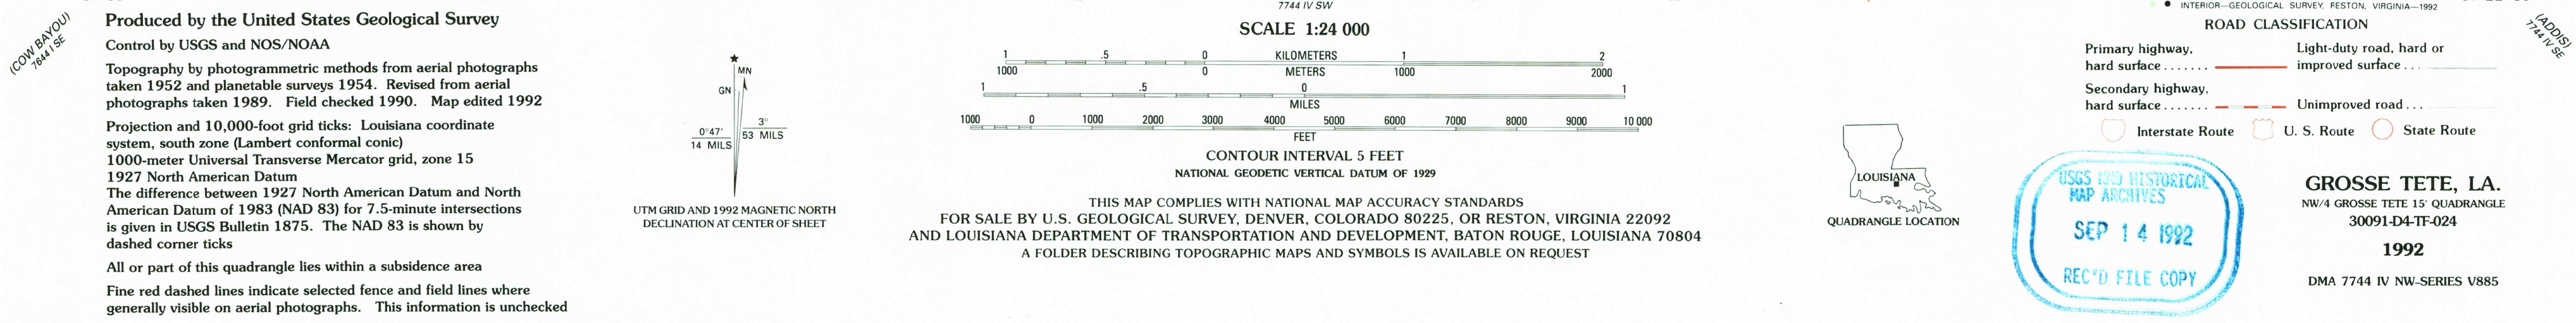 (COW BAYOU)
7644 I SE
Produced by the United States Geological Survey
Control by USGS and NOS/NOAA
Topography by photogrammetric methods from aerial photographs
taken 1952 and planetable surveys 1954. Revised from aerial
photographs taken 1989. Field checked 1990. Map edited 1992
Projection and 10,000-foot grid ticks: Louisiana coordinate
system, south zone (Lambert conformal conic)
1000-meter Universal Transverse Mercator grid, zone 15
1927 North American Datum
The difference between 1927 North American Datum and North
American Datum of 1983 (NAD 83) for 7.5-minute intersections
is given in USGS Bulletin 1875. The NAD 83 is shown by
dashed corner ticks
All or part of this quadrangle lies within a subsidence area
Fine red dashed lines indicate selected fence and field lines where
generally visible on aerial photographs. This information is unchecked
★
MN
GN
0°47'
14 MILS
3°
53 MILS
UTM GRID AND 1992 MAGNETIC NORTH
DECLINATION AT CENTER OF SHEET
7744 IV SW
SCALE 1:24 000
1 .5 0 KILOMETERS 1 2
1000 0 METERS 1000 2000
1 .5 0 1
MILES
1000 0 1000 2000 3000 4000 5000 6000 7000 8000 9000 10 000
FEET
CONTOUR INTERVAL 5 FEET
NATIONAL GEODETIC VERTICAL DATUM OF 1929
THIS MAP COMPLIES WITH NATIONAL MAP ACCURACY STANDARDS
FOR SALE BY U.S. GEOLOGICAL SURVEY, DENVER, COLORADO 80225, OR RESTON, VIRGINIA 22092
AND LOUISIANA DEPARTMENT OF TRANSPORTATION AND DEVELOPMENT, BATON ROUGE, LOUISIANA 70804
A FOLDER DESCRIBING TOPOGRAPHIC MAPS AND SYMBOLS IS AVAILABLE ON REQUEST
LOUISIANA
QUADRANGLE LOCATION
INTERIOR—GEOLOGICAL SURVEY, RESTON, VIRGINIA—1992
ROAD CLASSIFICATION
Primary highway,
hard surface.......
Light-duty road, hard or
improved surface...
Secondary highway,
hard surface.......
Unimproved road...
Interstate Route
U. S. Route
State Route
(ADDIS)
7744 IV SE
USGS AND HISTORICAL
MAP ARCHIVES
SEP 14 1992
REC'D FILE COPY
GROSSE TETE, LA.
NW/4 GROSSE TETE 15' QUADRANGLE
30091-D4-TF-024
1992
DMA 7744 IV NW–SERIES V885